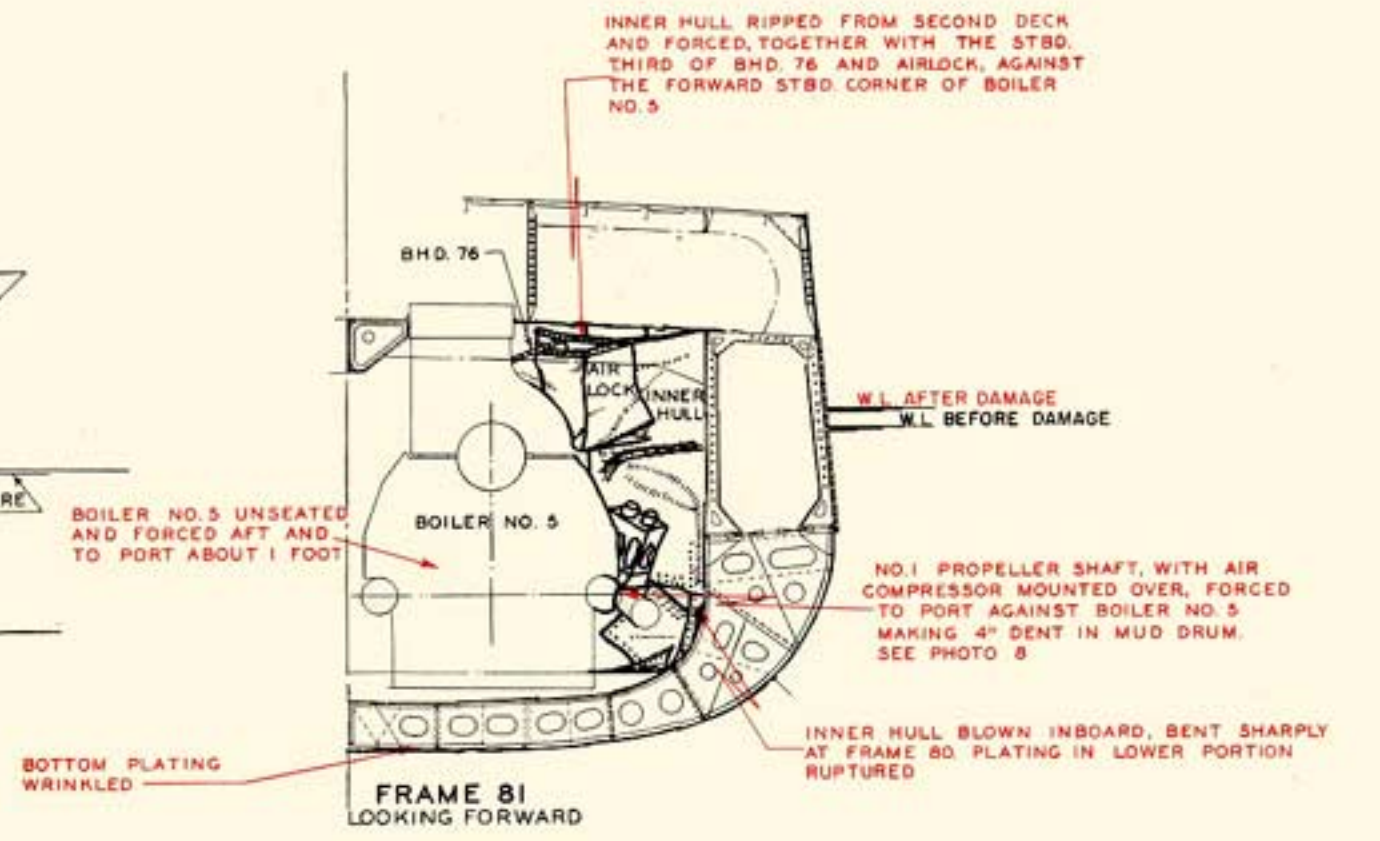 INNER HULL RIPPED FROM SECOND DECK
AND FORCED, TOGETHER WITH THE STBD.
THIRD OF BHD. 76 AND AIRLOCK, AGAINST
THE FORWARD STBD. CORNER OF BOILER
NO. 5
BHD. 76
AIR
LOCK
INNER
HULL
W.L. AFTER DAMAGE
W.L. BEFORE DAMAGE
RE
BOILER NO. 5 UNSEATED
AND FORCED AFT AND
TO PORT ABOUT 1 FOOT
BOILER NO. 5
NO.1 PROPELLER SHAFT, WITH AIR
COMPRESSOR MOUNTED OVER, FORCED
TO PORT AGAINST BOILER NO. 5
MAKING 4" DENT IN MUD DRUM.
SEE PHOTO 8
INNER HULL BLOWN INBOARD, BENT SHARPLY
AT FRAME 80. PLATING IN LOWER PORTION
RUPTURED
BOTTOM PLATING
WRINKLED
FRAME 81
LOOKING FORWARD